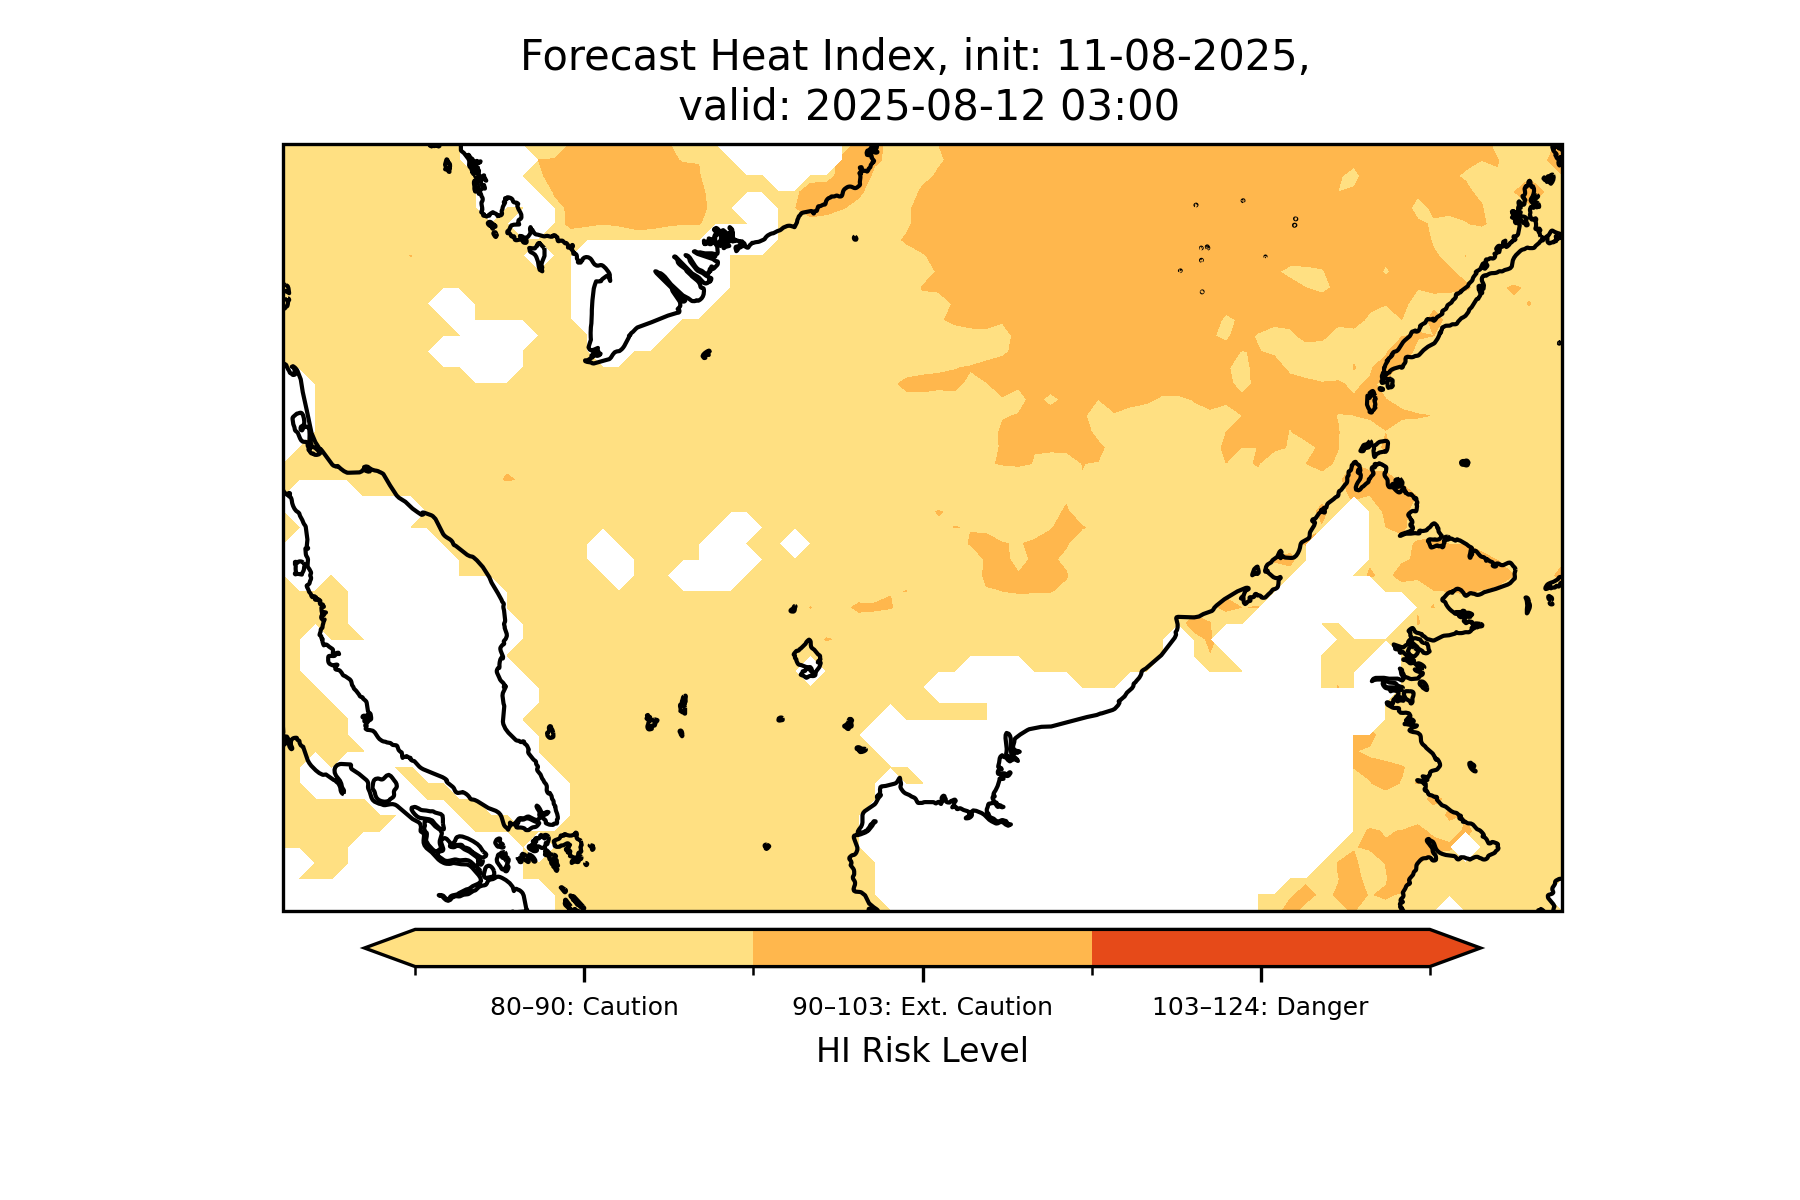 Forecast Heat Index, init: 11-08-2025,
valid: 2025-08-12 03:00
80–90: Caution
90–103: Ext. Caution
103–124: Danger
HI Risk Level